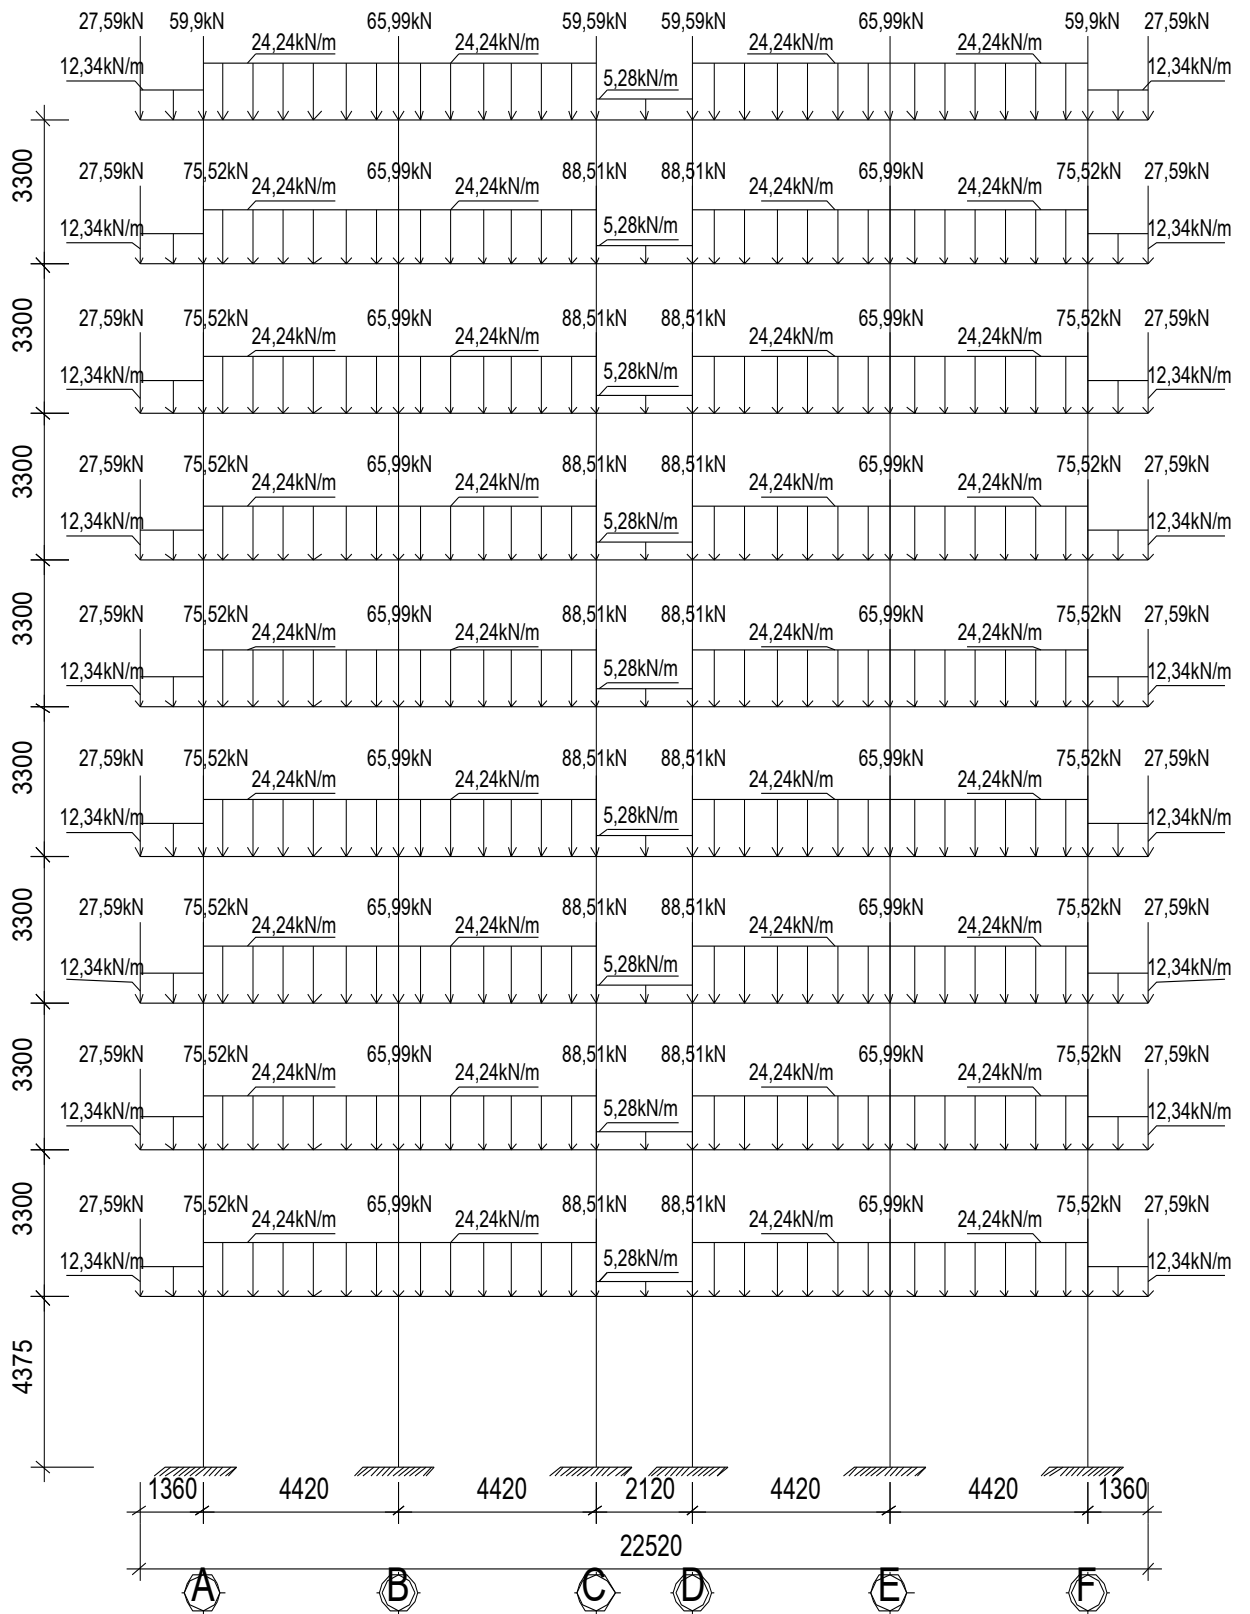 27,59kN 59,9kN 65,99kN 59,59kN 59,59kN 65,99kN 59,9kN 27,59kN
24,24kN/m 24,24kN/m 24,24kN/m 24,24kN/m
12,34kN/m 5,28kN/m 12,34kN/m
3300
27,59kN 75,52kN 65,99kN 88,51kN 88,51kN 65,99kN 75,52kN 27,59kN
24,24kN/m 24,24kN/m 24,24kN/m 24,24kN/m
12,34kN/m 5,28kN/m 12,34kN/m
3300
27,59kN 75,52kN 65,99kN 88,51kN 88,51kN 65,99kN 75,52kN 27,59kN
24,24kN/m 24,24kN/m 24,24kN/m 24,24kN/m
12,34kN/m 5,28kN/m 12,34kN/m
3300
27,59kN 75,52kN 65,99kN 88,51kN 88,51kN 65,99kN 75,52kN 27,59kN
24,24kN/m 24,24kN/m 24,24kN/m 24,24kN/m
12,34kN/m 5,28kN/m 12,34kN/m
3300
27,59kN 75,52kN 65,99kN 88,51kN 88,51kN 65,99kN 75,52kN 27,59kN
24,24kN/m 24,24kN/m 24,24kN/m 24,24kN/m
12,34kN/m 5,28kN/m 12,34kN/m
3300
27,59kN 75,52kN 65,99kN 88,51kN 88,51kN 65,99kN 75,52kN 27,59kN
24,24kN/m 24,24kN/m 24,24kN/m 24,24kN/m
12,34kN/m 5,28kN/m 12,34kN/m
3300
27,59kN 75,52kN 65,99kN 88,51kN 88,51kN 65,99kN 75,52kN 27,59kN
24,24kN/m 24,24kN/m 24,24kN/m 24,24kN/m
12,34kN/m 5,28kN/m 12,34kN/m
3300
27,59kN 75,52kN 65,99kN 88,51kN 88,51kN 65,99kN 75,52kN 27,59kN
24,24kN/m 24,24kN/m 24,24kN/m 24,24kN/m
12,34kN/m 5,28kN/m 12,34kN/m
3300
27,59kN 75,52kN 65,99kN 88,51kN 88,51kN 65,99kN 75,52kN 27,59kN
24,24kN/m 24,24kN/m 24,24kN/m 24,24kN/m
12,34kN/m 5,28kN/m 12,34kN/m
4375
1360 4420 4420 2120 4420 4420 1360
22520
A B C D E F